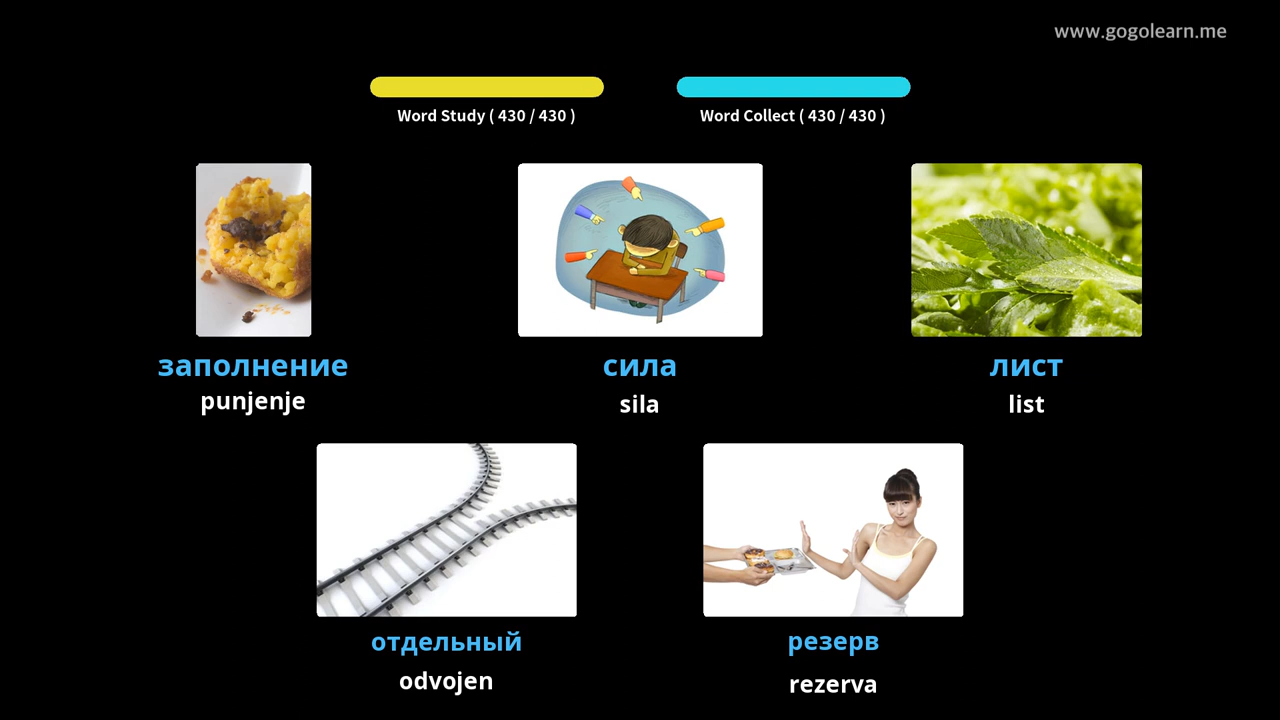 www.gogolearn.me
Word Study ( 430 / 430 )
Word Collect ( 430 / 430 )
заполнение
punjenje
сила
sila
лист
list
отдельный
odvojen
резерв
rezerva